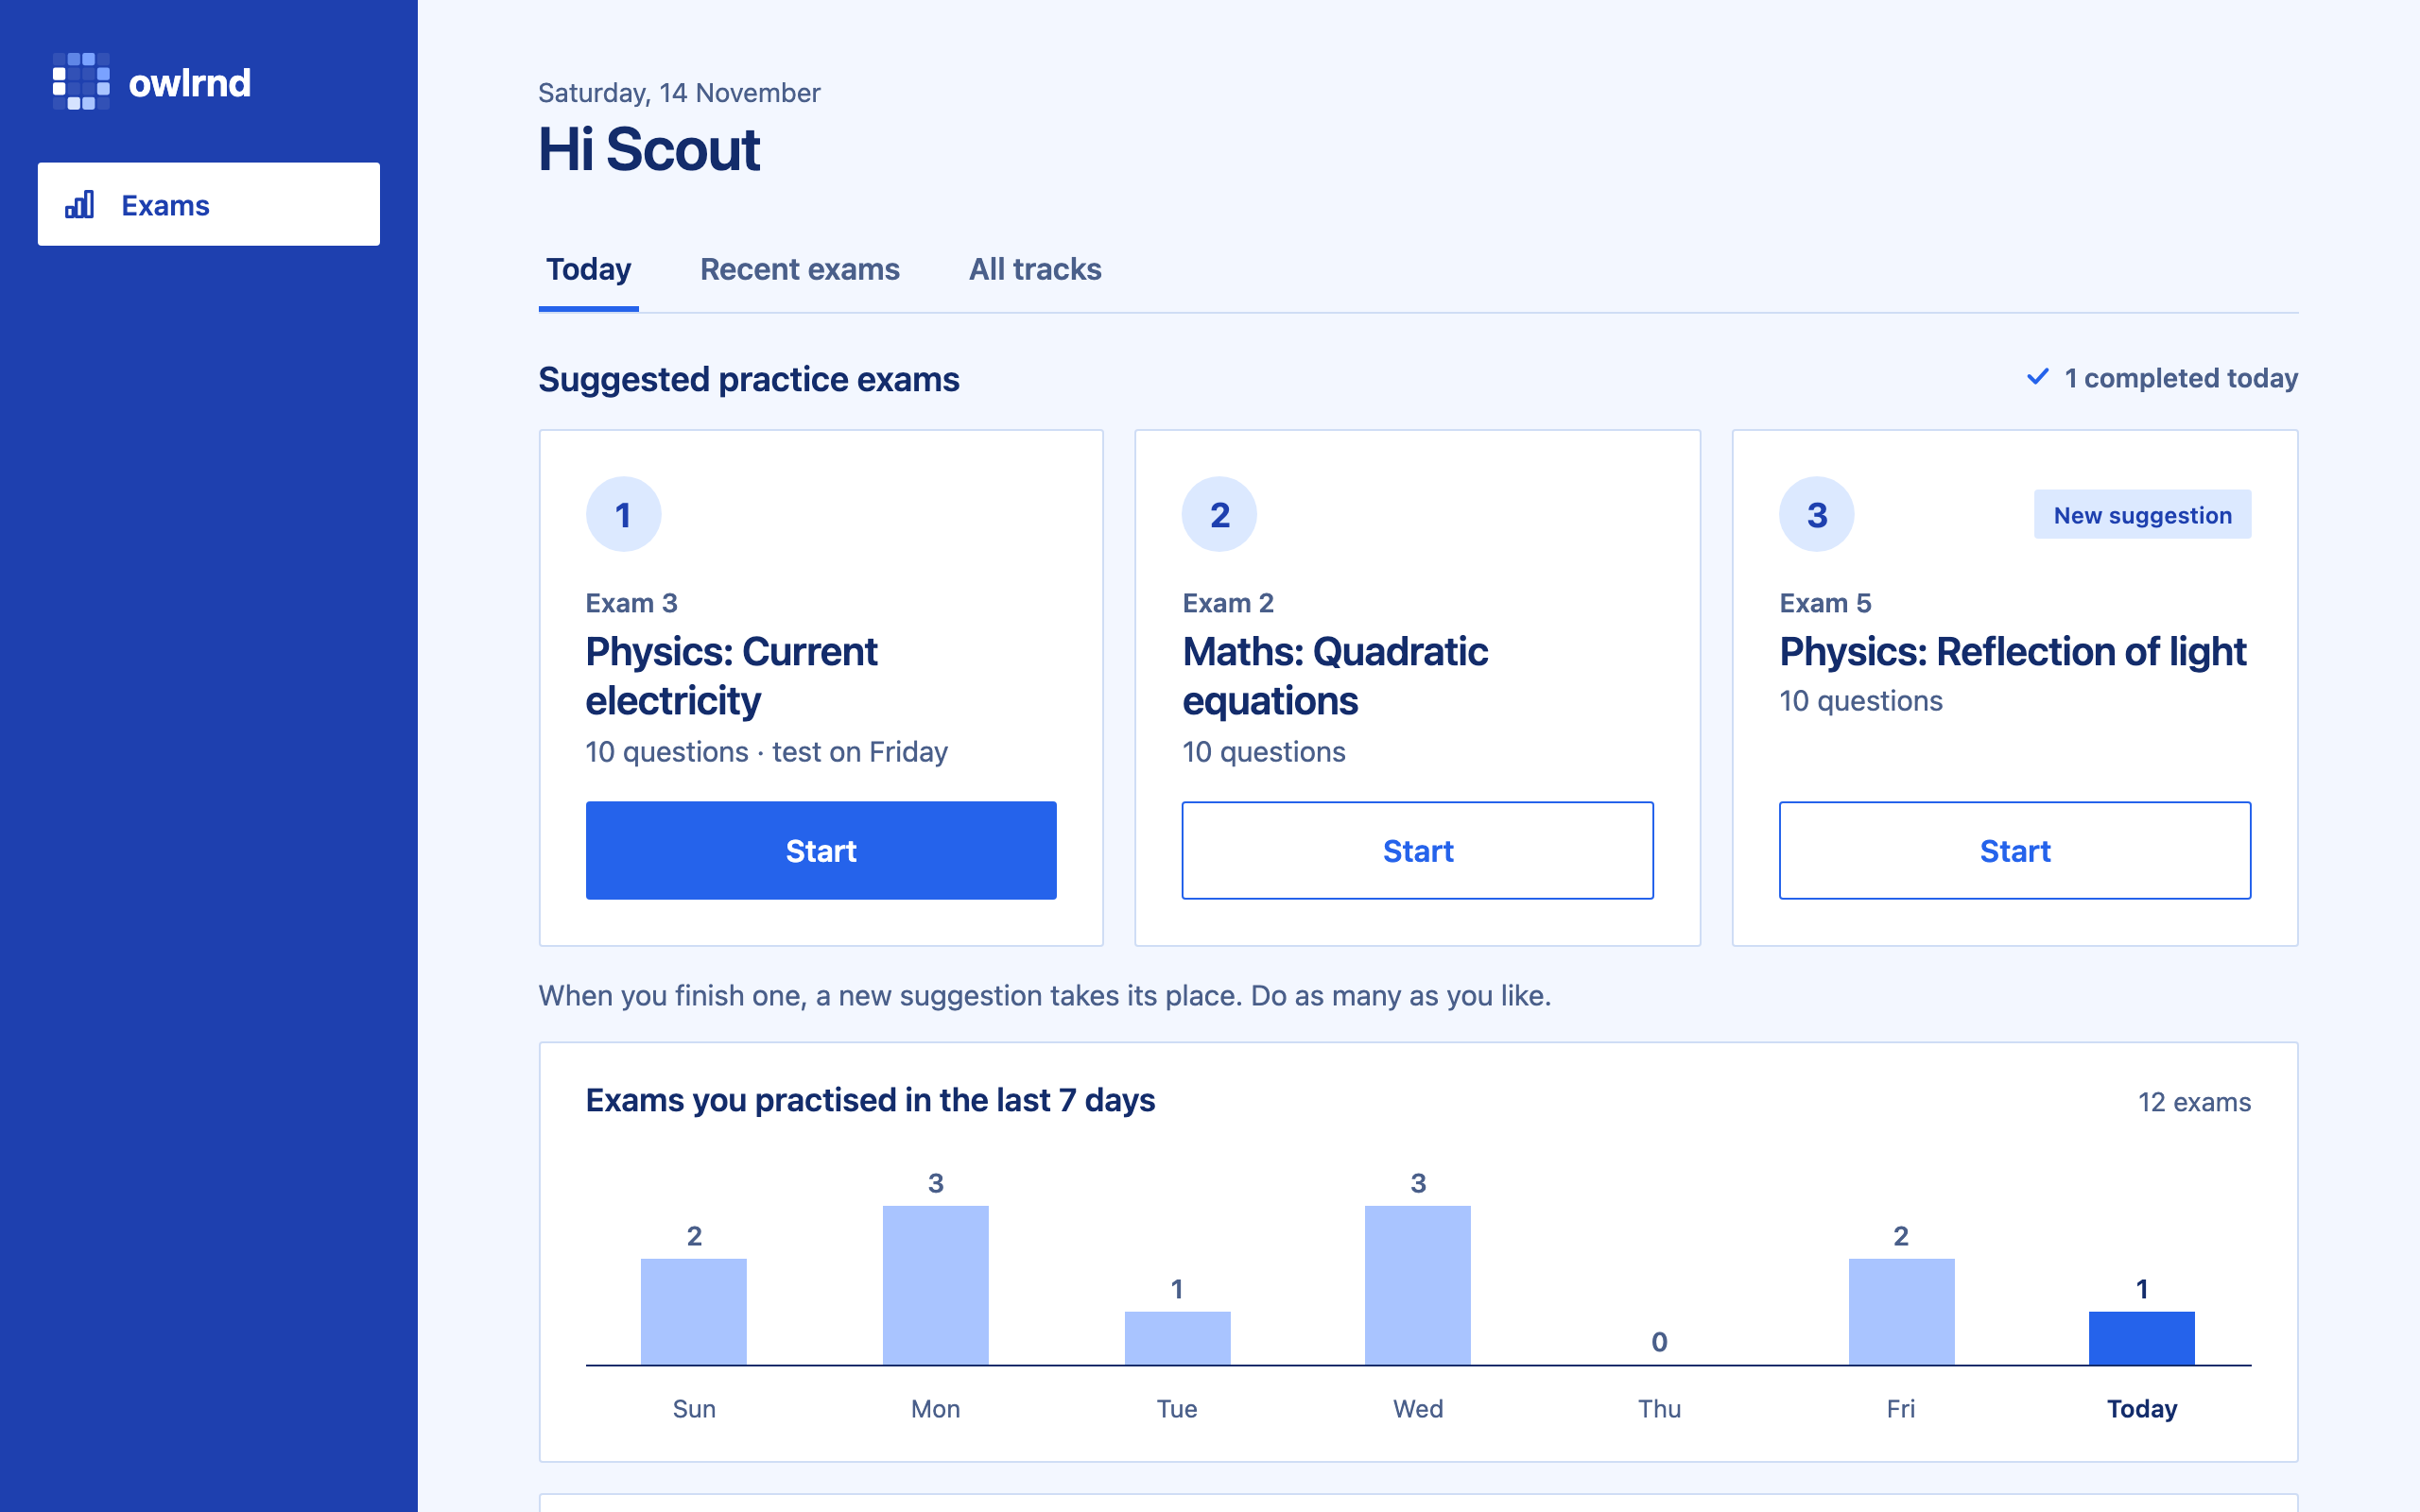 owlrnd
Exams
Saturday, 14 November
Hi Scout
Today
Recent exams
All tracks
Suggested practice exams
1 completed today
1
Exam 3
Physics: Current
electricity
10 questions · test on Friday
Start
2
Exam 2
Maths: Quadratic
equations
10 questions
Start
3
New suggestion
Exam 5
Physics: Reflection of light
10 questions
Start
When you finish one, a new suggestion takes its place. Do as many as you like.
Exams you practised in the last 7 days
12 exams
2
3
1
3
0
2
1
Sun
Mon
Tue
Wed
Thu
Fri
Today